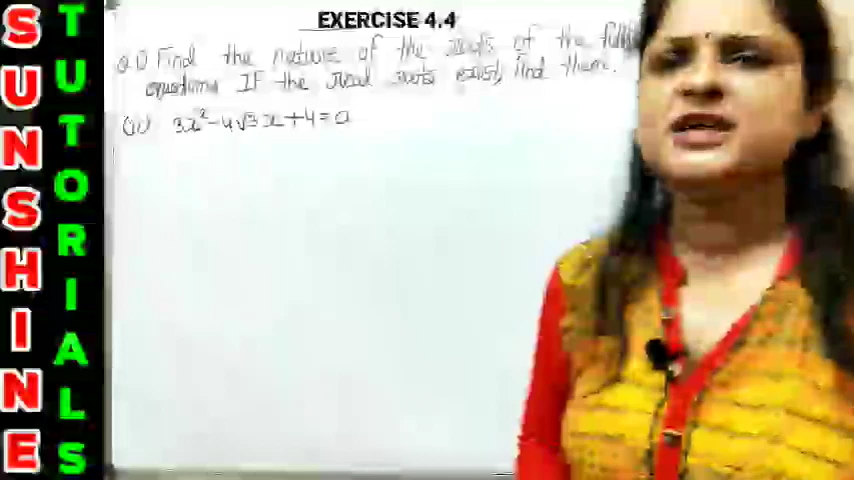 SUNSHINE
TUTORIALS
EXERCISE 4.4
Q.1) Find the nature of the roots of the
equations If the real roots exist, find them.
(ii) 3x² - 4√3 x + 4 = 0